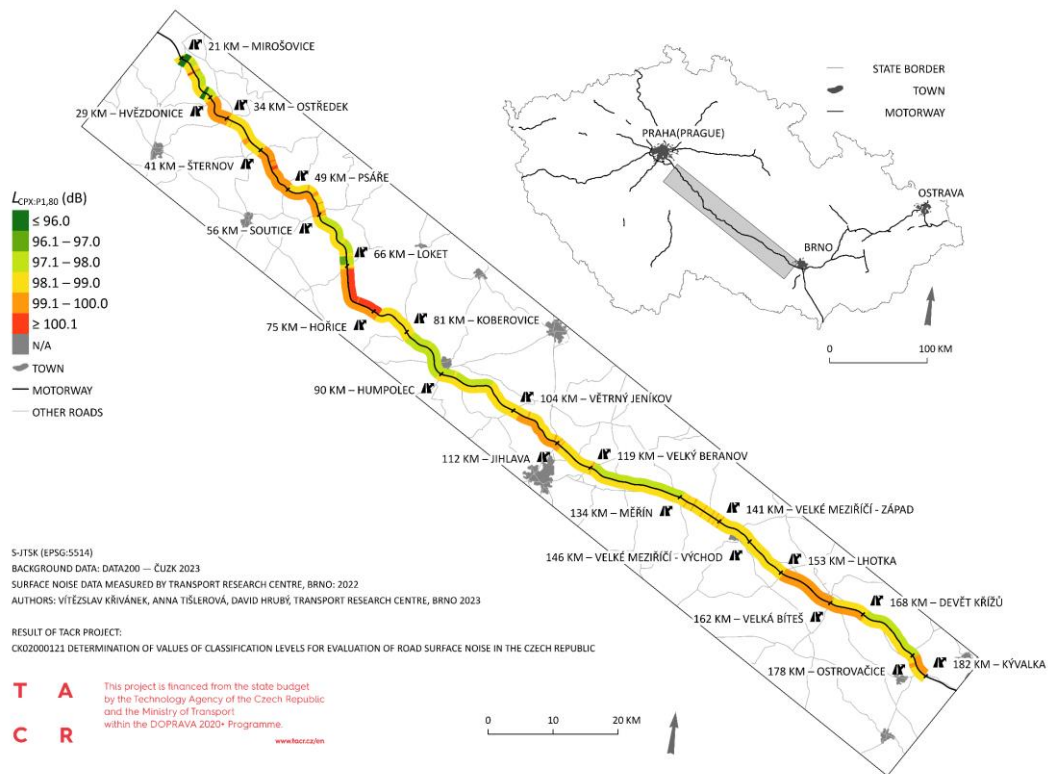 21 KM – MIROŠOVICE
29 KM – HVĚZDONICE
34 KM – OSTŘEDEK
41 KM – ŠTERNOV
49 KM – PSÁŘE
56 KM – SOUTICE
66 KM – LOKET
75 KM – HOŘICE
81 KM – KOBEROVICE
90 KM – HUMPOLEC
104 KM – VĚTRNÝ JENÍKOV
112 KM – JIHLAVA
119 KM – VELKÝ BERANOV
134 KM – MĚŘÍN
141 KM – VELKÉ MEZIŘÍČÍ - ZÁPAD
146 KM – VELKÉ MEZIŘÍČÍ - VÝCHOD
153 KM – LHOTKA
162 KM – VELKÁ BÍTEŠ
168 KM – DEVĚT KŘÍŽŮ
178 KM – OSTROVAČICE
182 KM – KÝVALKA
STATE BORDER
TOWN
MOTORWAY
PRAHA(PRAGUE)
OSTRAVA
BRNO
0 100 KM
LCPX:P1,80 (dB)
≤ 96.0
96.1 – 97.0
97.1 – 98.0
98.1 – 99.0
99.1 – 100.0
≥ 100.1
N/A
TOWN
MOTORWAY
OTHER ROADS
S-JTSK (EPSG:5514)
BACKGROUND DATA: DATA200 — ČUZK 2023
SURFACE NOISE DATA MEASURED BY TRANSPORT RESEARCH CENTRE, BRNO: 2022
AUTHORS: VÍTĚZSLAV KŘIVÁNEK, ANNA TIŠLEROVÁ, DAVID HRUBÝ, TRANSPORT RESEARCH CENTRE, BRNO 2023
RESULT OF TACR PROJECT:
CK02000121 DETERMINATION OF VALUES OF CLASSIFICATION LEVELS FOR EVALUATION OF ROAD SURFACE NOISE IN THE CZECH REPUBLIC
T A
C R
This project is financed from the state budget
by the Technology Agency of the Czech Republic
and the Ministry of Transport
within the DOPRAVA 2020+ Programme.
www.tacr.cz/en
0 10 20 KM